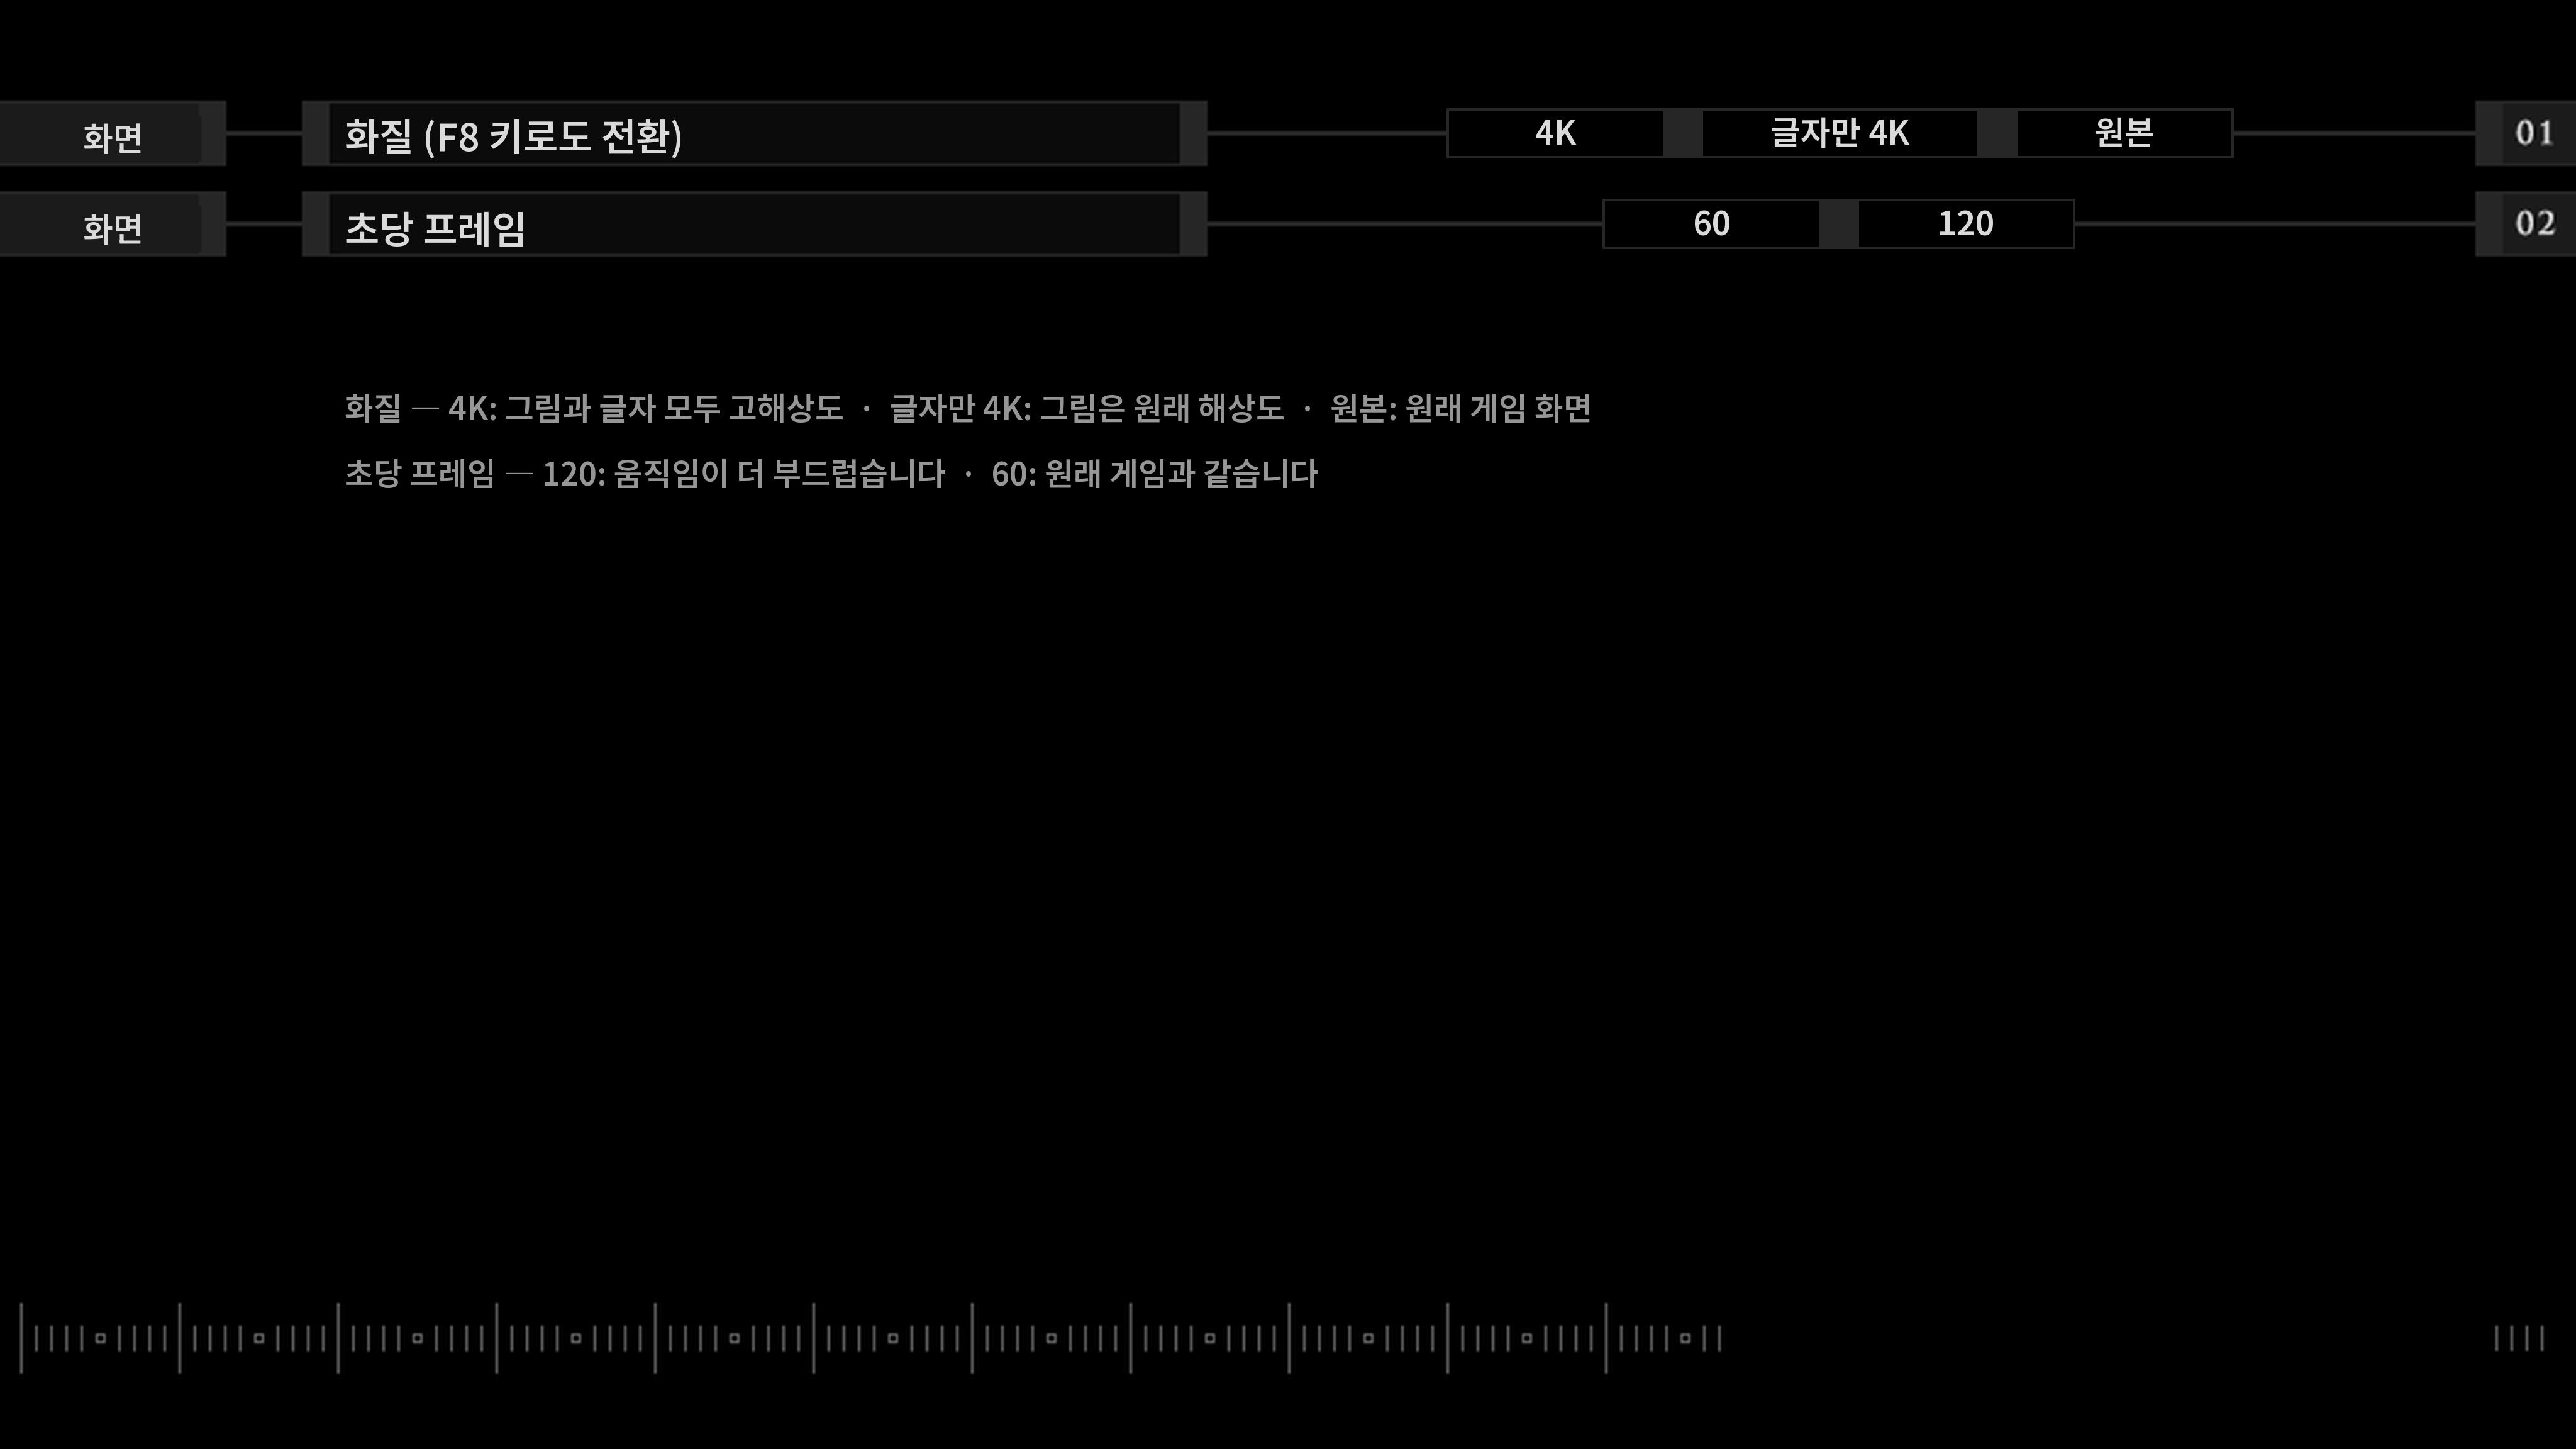 화면 화질 (F8 키로도 전환) 4K 글자만 4K 원본 01
화면 초당 프레임 60 120 02
화질 — 4K: 그림과 글자 모두 고해상도 · 글자만 4K: 그림은 원래 해상도 · 원본: 원래 게임 화면
초당 프레임 — 120: 움직임이 더 부드럽습니다 · 60: 원래 게임과 같습니다